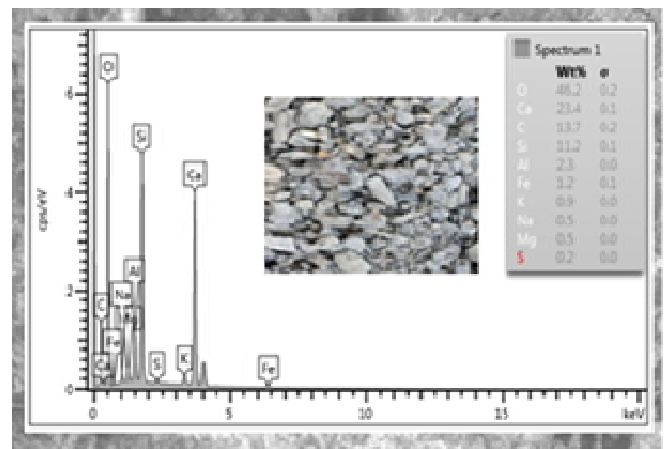 Spectrum 1
Wt% σ
O 46.2 0.2
Ca 23.4 0.1
C 13.7 0.2
Si 11.2 0.1
Al 2.3 0.0
Fe 1.2 0.1
K 0.9 0.0
Na 0.5 0.0
Mg 0.5 0.0
S 0.2 0.0
cps/eV
6
4
2
0
O
Si
Ca
Al
Na
Mg
C
Fe
Ca
S
K
Fe
0 5 10 15 keV